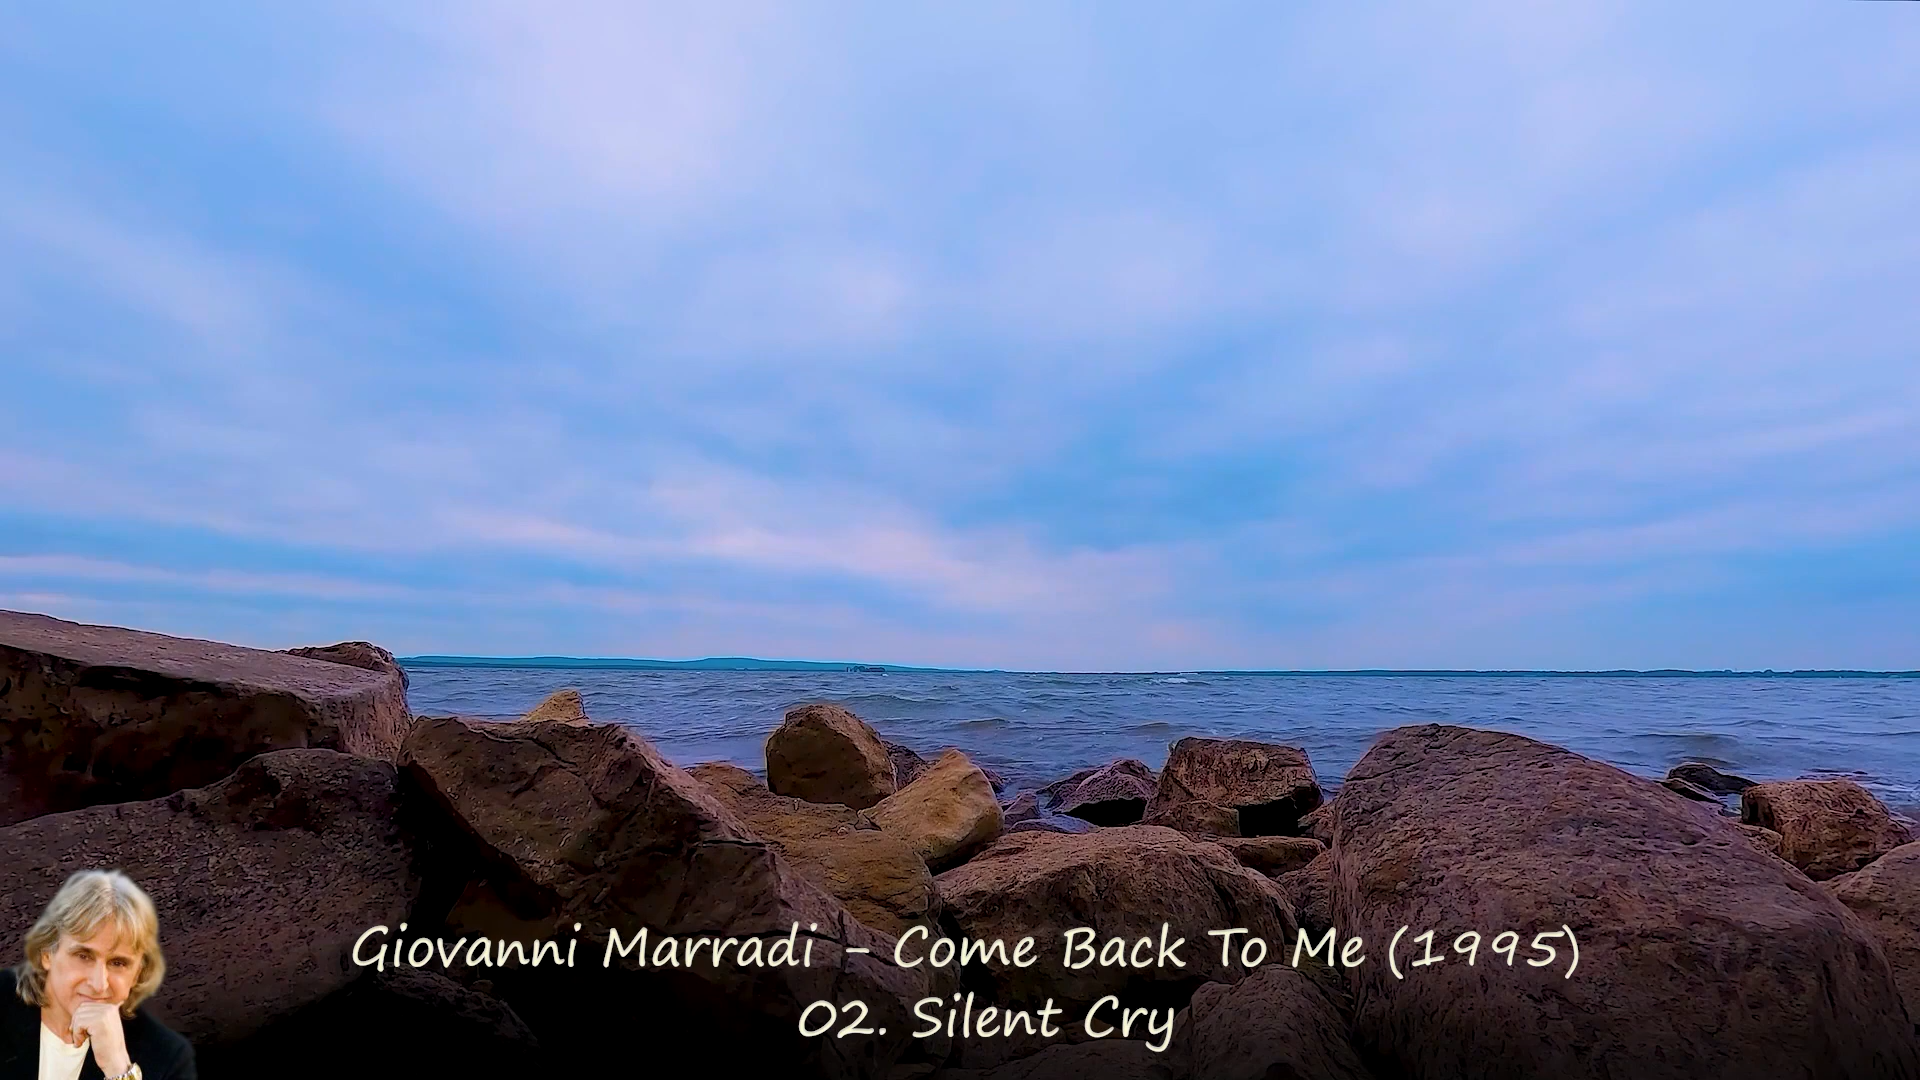 Giovanni Marradi - Come Back To Me (1995)
02. Silent Cry